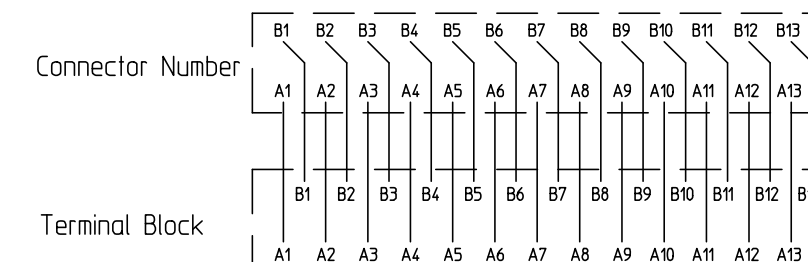 B1 B2 B3 B4 B5 B6 B7 B8 B9 B10 B11 B12 B13
Connector Number
A1 A2 A3 A4 A5 A6 A7 A8 A9 A10 A11 A12 A13
B1 B2 B3 B4 B5 B6 B7 B8 B9 B10 B11 B12
Terminal Block
A1 A2 A3 A4 A5 A6 A7 A8 A9 A10 A11 A12 A13